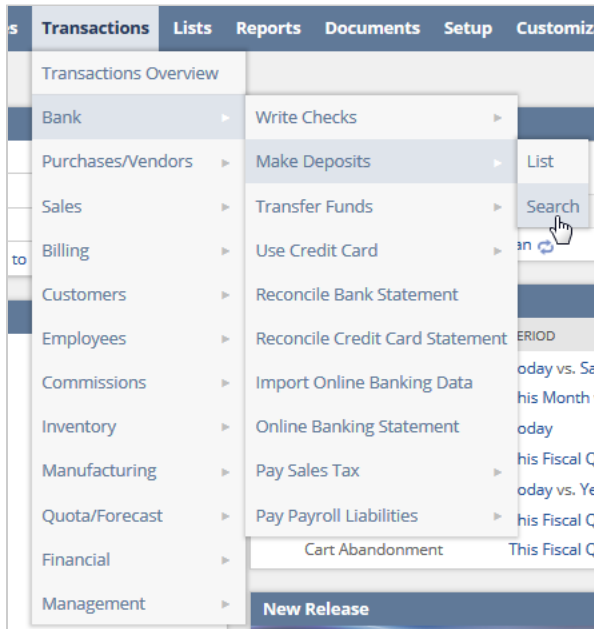 Transactions Lists Reports Documents Setup
Transactions Overview
Bank
Purchases/Vendors
Sales
Billing
Customers
Employees
Commissions
Inventory
Manufacturing
Quota/Forecast
Financial
Management
Write Checks
Make Deposits
Transfer Funds
Use Credit Card
Reconcile Bank Statement
Reconcile Credit Card Statement
Import Online Banking Data
Online Banking Statement
Pay Sales Tax
Pay Payroll Liabilities
List
Search
to
an
ERIOD
oday vs. Sa
his Month
oday
his Fiscal Q
oday vs. Ye
his Fiscal Q
Cart Abandonment This Fiscal Q
New Release